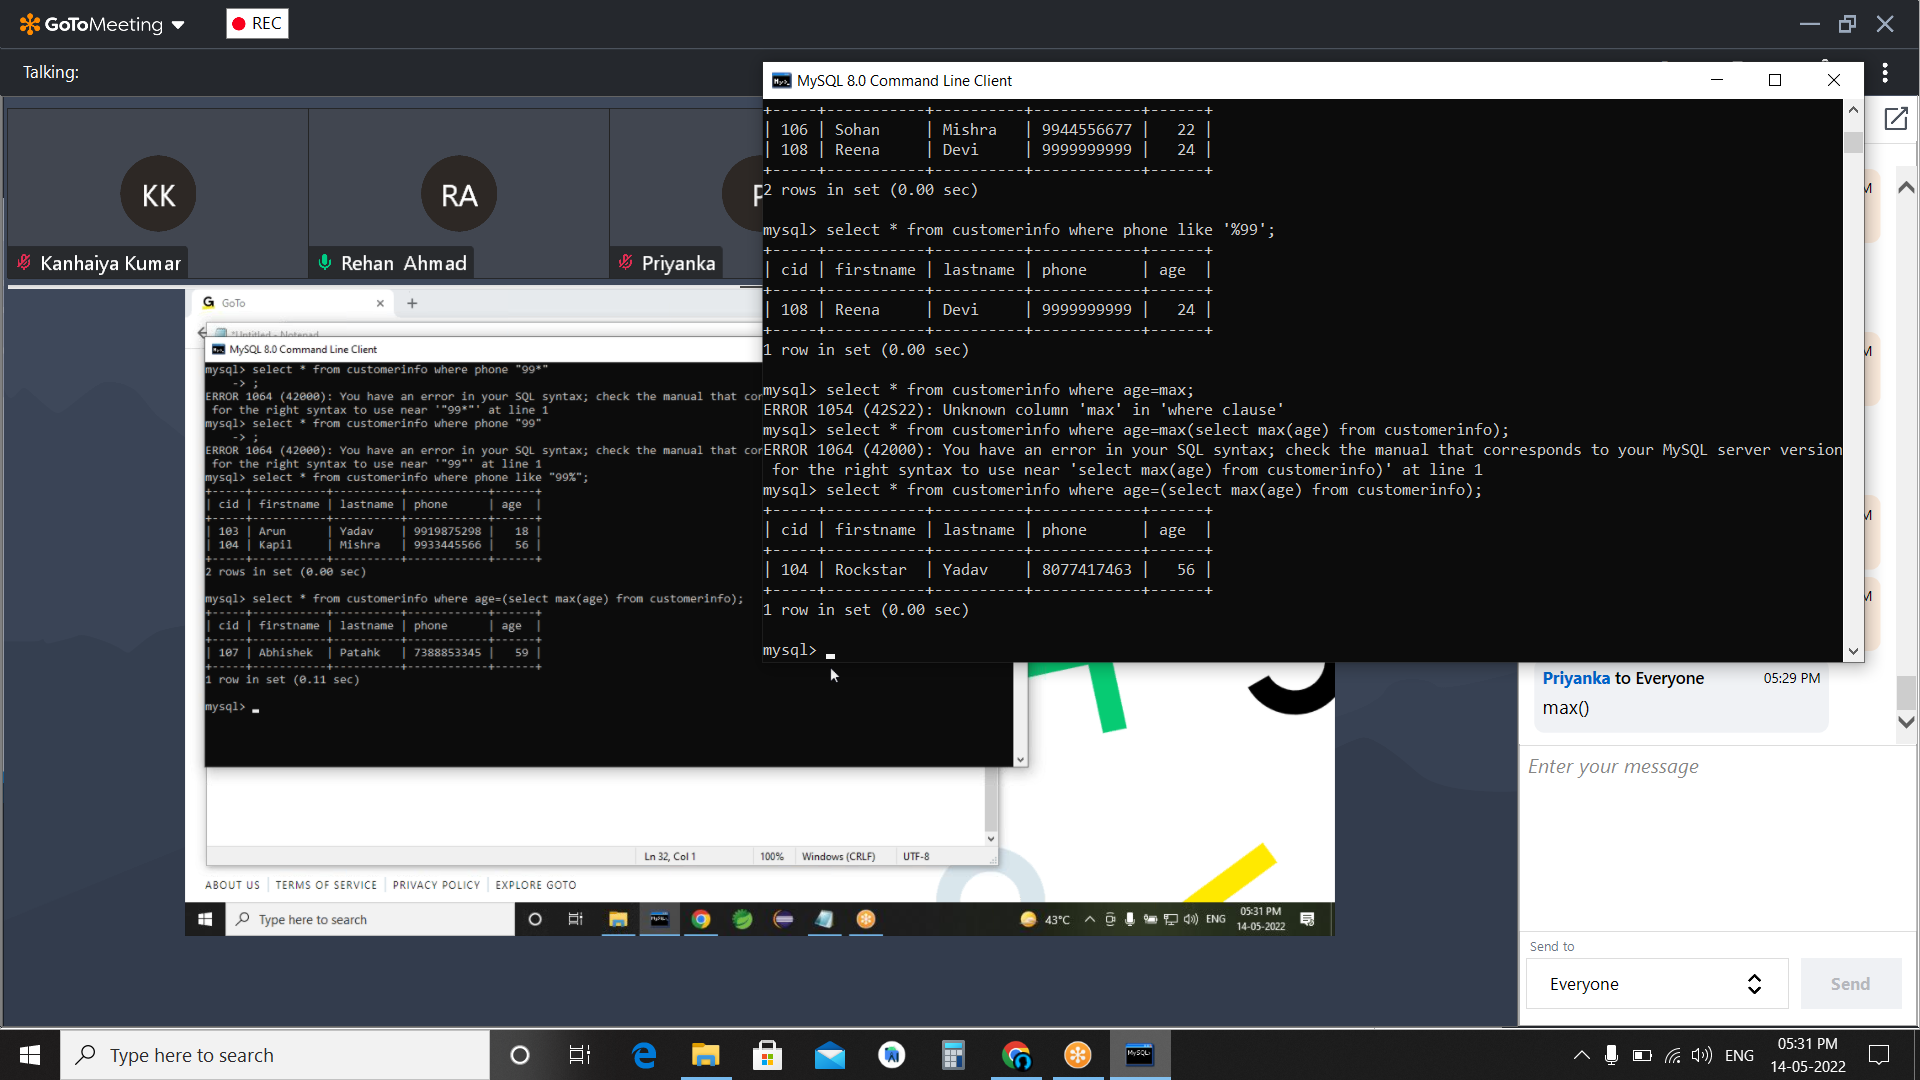 GoToMeeting
REC
Talking:
KK
Kanhaiya Kumar
RA
Rehan Ahmad
Priyanka
MySQL 8.0 Command Line Client
+-----+-----------+----------+------------+------+
| 106 | Sohan     | Mishra   | 9944556677 |   22 |
| 108 | Reena     | Devi     | 9999999999 |   24 |
+-----+-----------+----------+------------+------+
2 rows in set (0.00 sec)
mysql> select * from customerinfo where phone like '%99';
+-----+-----------+----------+------------+------+
| cid | firstname | lastname | phone      | age  |
+-----+-----------+----------+------------+------+
| 108 | Reena     | Devi     | 9999999999 |   24 |
+-----+-----------+----------+------------+------+
1 row in set (0.00 sec)
mysql> select * from customerinfo where age=max;
ERROR 1054 (42S22): Unknown column 'max' in 'where clause'
mysql> select * from customerinfo where age=max(select max(age) from customerinfo);
ERROR 1064 (42000): You have an error in your SQL syntax; check the manual that corresponds to your MySQL server version
for the right syntax to use near 'select max(age) from customerinfo)' at line 1
mysql> select * from customerinfo where age=(select max(age) from customerinfo);
+-----+-----------+----------+------------+------+
| cid | firstname | lastname | phone      | age  |
+-----+-----------+----------+------------+------+
| 104 | Rockstar  | Yadav    | 8077417463 |   56 |
+-----+-----------+----------+------------+------+
1 row in set (0.00 sec)
mysql>
GoTo
*Untitled - Notepad
MySQL 8.0 Command Line Client
mysql> select * from customerinfo where phone "99*"
-> ;
ERROR 1064 (42000): You have an error in your SQL syntax; check the manual that
for the right syntax to use near '"99*"' at line 1
mysql> select * from customerinfo where phone "99"
-> ;
ERROR 1064 (42000): You have an error in your SQL syntax; check the manual that
for the right syntax to use near '"99"' at line 1
mysql> select * from customerinfo where phone like "99%";
+-----+-----------+----------+------------+------+
| cid | firstname | lastname | phone      | age  |
+-----+-----------+----------+------------+------+
| 103 | Arun      | Yadav    | 9919875298 |   18 |
| 104 | Kapil     | Mishra   | 9933445566 |   56 |
+-----+-----------+----------+------------+------+
2 rows in set (0.00 sec)
mysql> select * from customerinfo where age=(select max(age) from customerinfo);
+-----+-----------+----------+------------+------+
| cid | firstname | lastname | phone      | age  |
+-----+-----------+----------+------------+------+
| 107 | Abhishek  | Patahk   | 7388853345 |   59 |
+-----+-----------+----------+------------+------+
1 row in set (0.11 sec)
mysql>
Ln 32, Col 1
100%
Windows (CRLF)
UTF-8
ABOUT US | TERMS OF SERVICE | PRIVACY POLICY | EXPLORE GOTO
Type here to search
43°C
ENG
05:31 PM
14-05-2022
Priyanka to Everyone 05:29 PM
max()
Enter your message
Send to
Everyone
Send
Type here to search
ENG
05:31 PM
14-05-2022